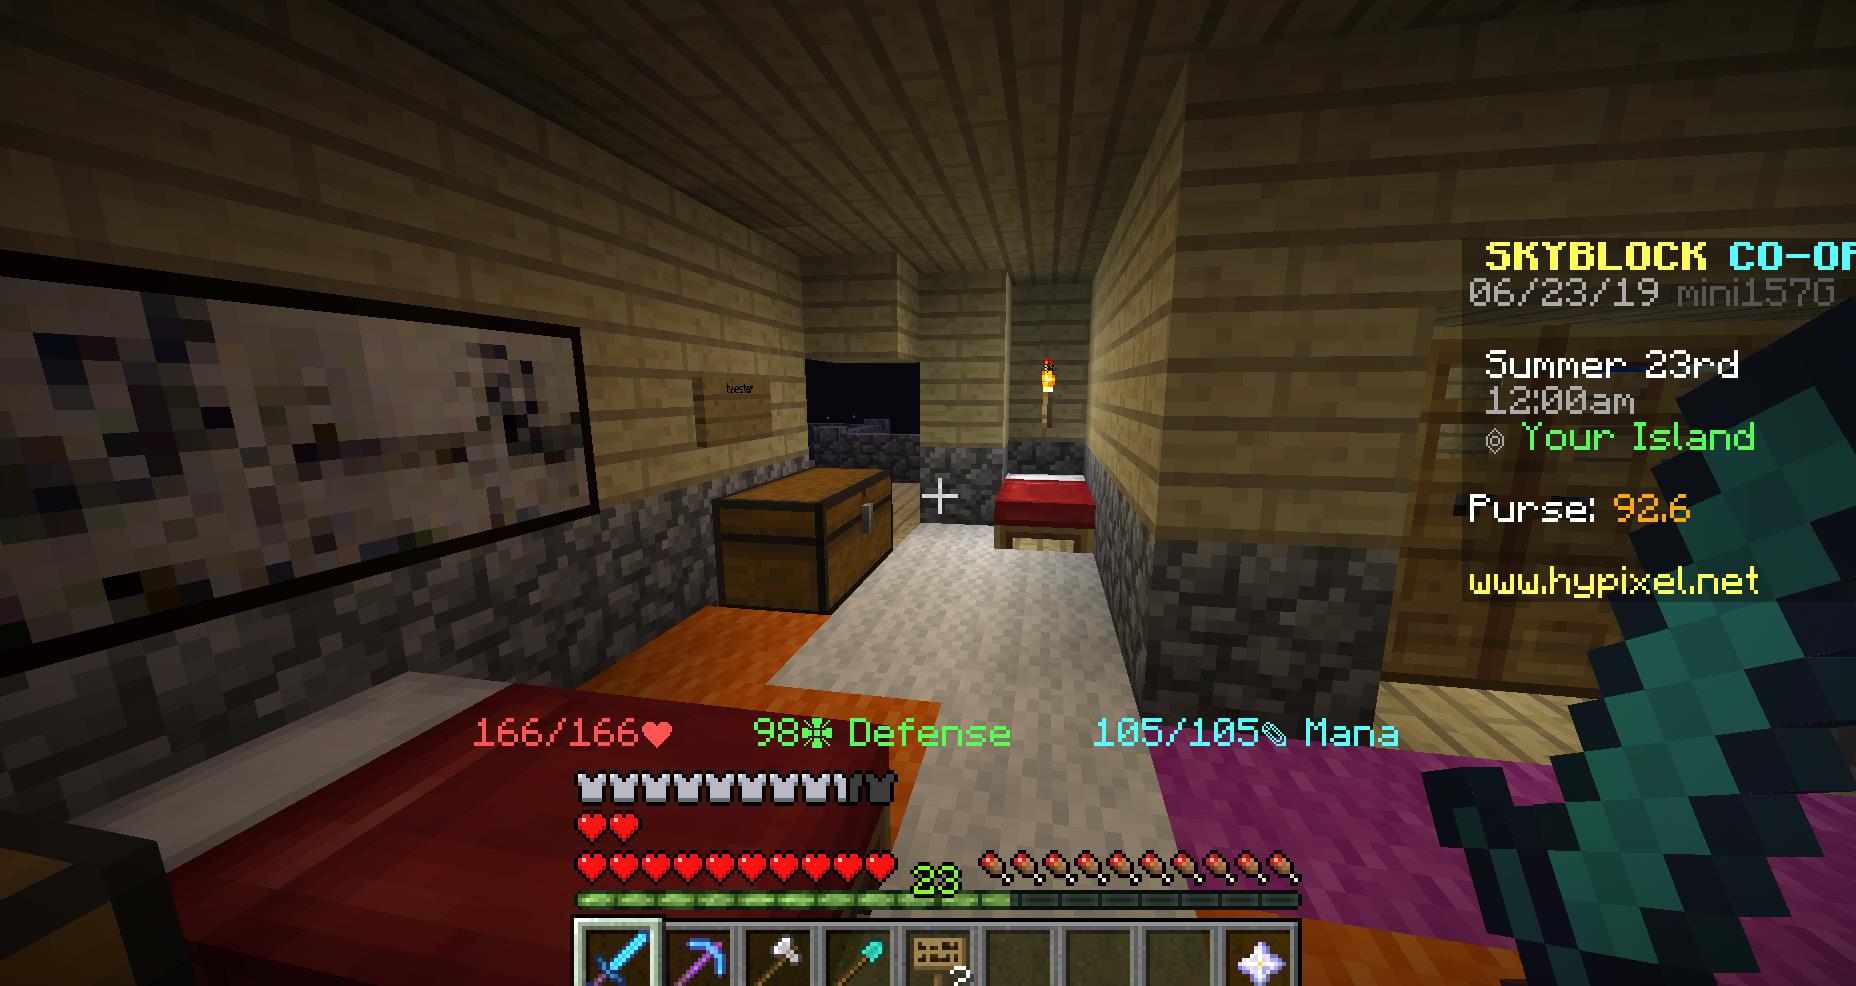 SKYBLOCK CO-OP
06/23/19 mini157G
Summer 23rd
12:00am
Your Island
Purse: 92.6
www.hypixel.net
166/166❤ 98 Defense 105/105✎ Mana
23
2